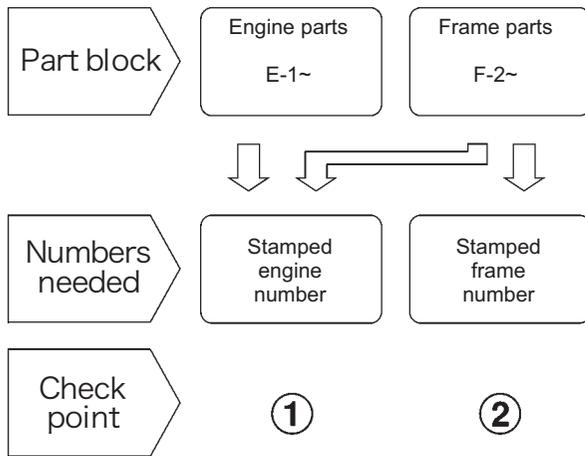 Part block
Engine parts
E-1~
Frame parts
F-2~
Numbers
needed
Stamped
engine
number
Stamped
frame
number
Check
point
①
②